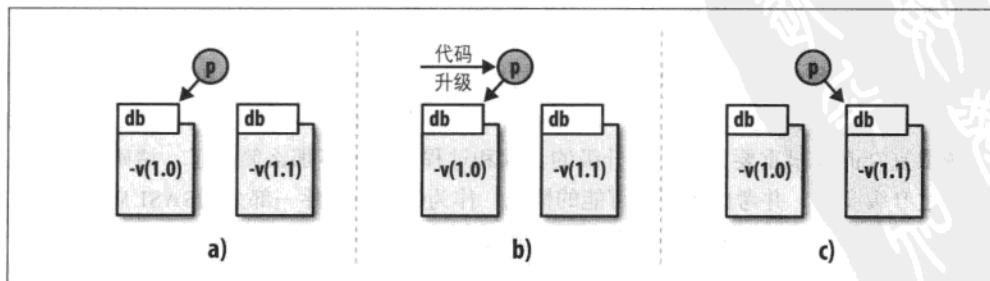 p
db
-v(1.0)
db
-v(1.1)
a)
代码
升级
p
db
-v(1.0)
db
-v(1.1)
b)
p
db
-v(1.0)
db
-v(1.1)
c)